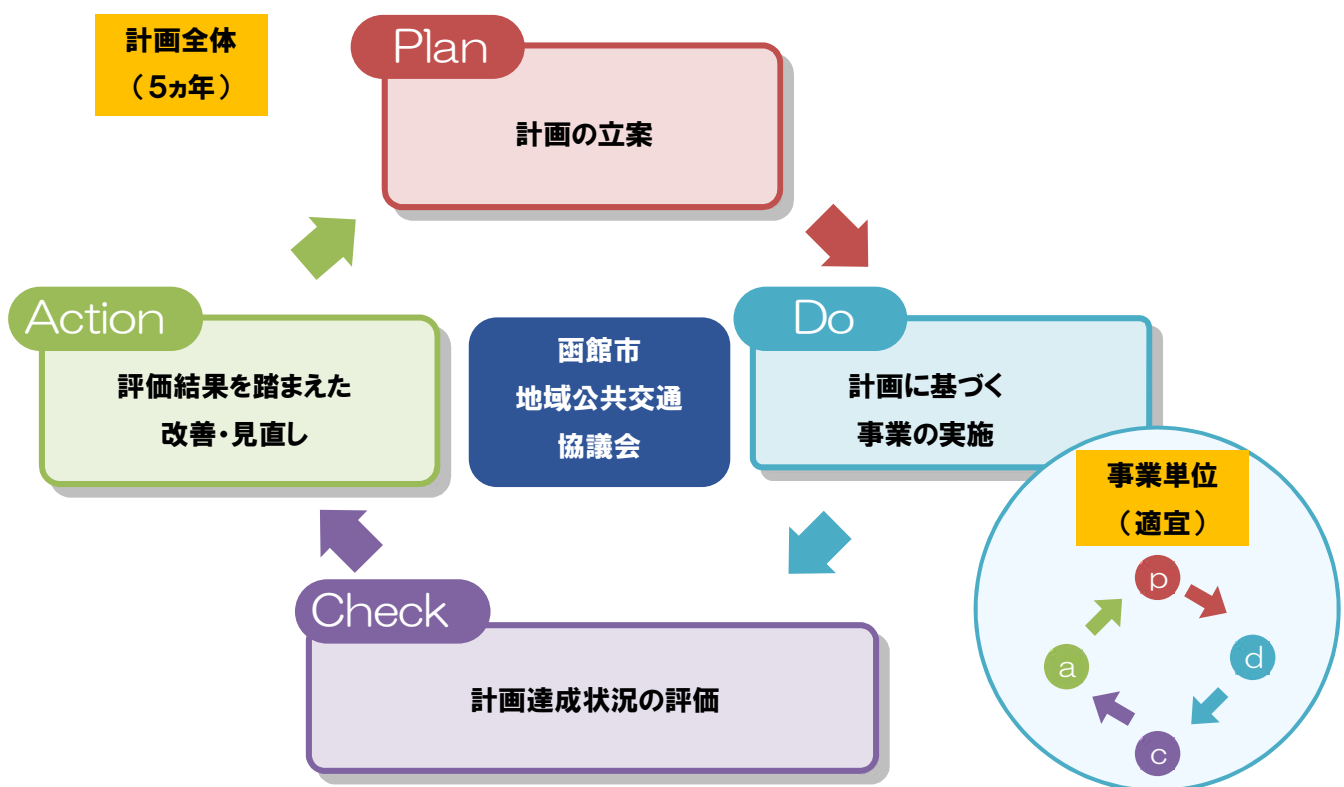 計画全体
（5ヵ年）
Plan
計画の立案
Action
評価結果を踏まえた
改善・見直し
函館市
地域公共交通
協議会
Do
計画に基づく
事業の実施
Check
計画達成状況の評価
事業単位
（適宜）
p
d
c
a